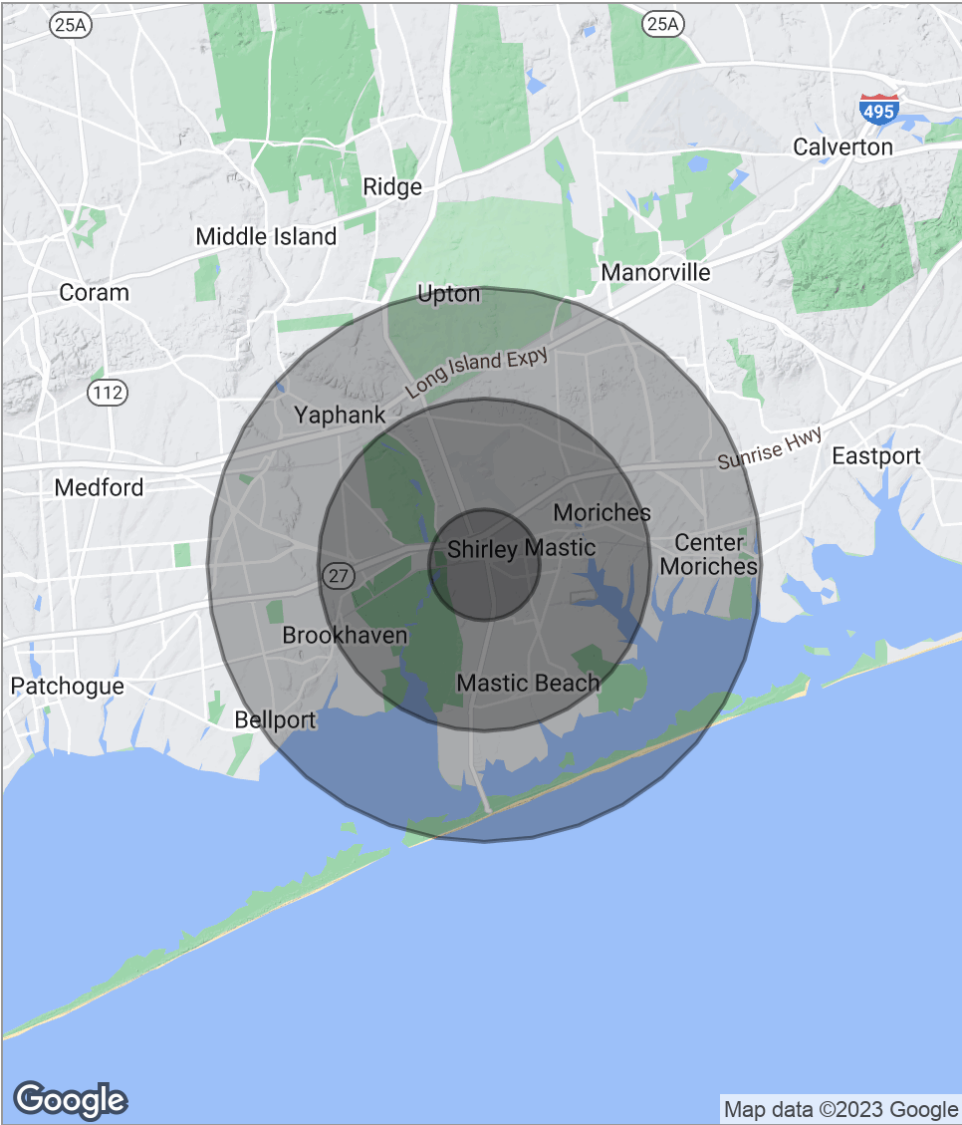 25A
25A
495
Calverton
Ridge
Middle Island
Manorville
Coram
Upton
Long Island Expy
112
Yaphank
Sunrise Hwy
Eastport
Medford
Moriches
Center
Moriches
Shirley
Mastic
27
Brookhaven
Mastic Beach
Patchogue
Bellport
Google
Map data ©2023 Google